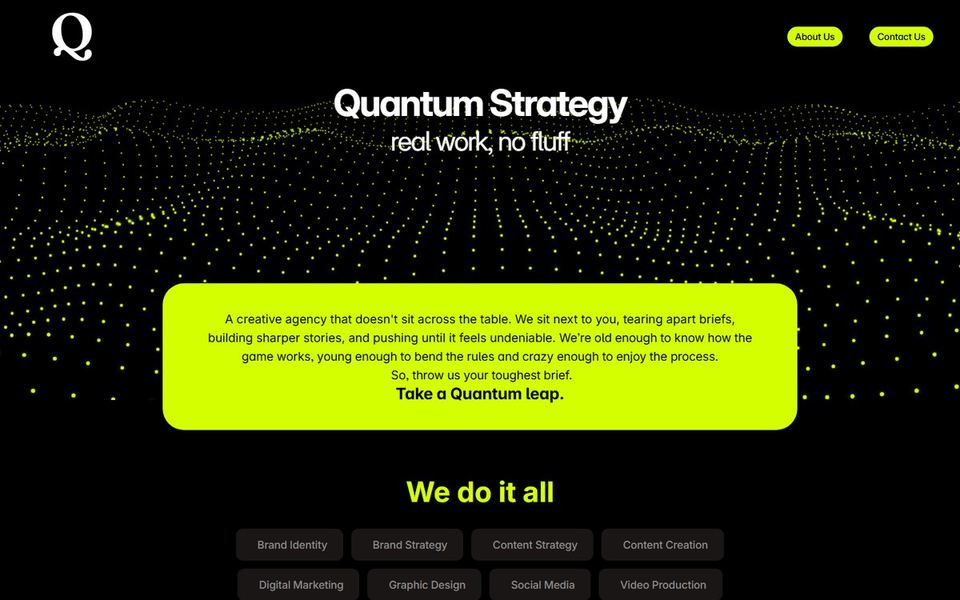 Q
About Us
Contact Us
Quantum Strategy
real work, no fluff
A creative agency that doesn't sit across the table. We sit next to you, tearing apart briefs,
building sharper stories, and pushing until it feels undeniable. We're old enough to know how the
game works, young enough to bend the rules and crazy enough to enjoy the process.
So, throw us your toughest brief.
Take a Quantum leap.
We do it all
Brand Identity
Brand Strategy
Content Strategy
Content Creation
Digital Marketing
Graphic Design
Social Media
Video Production